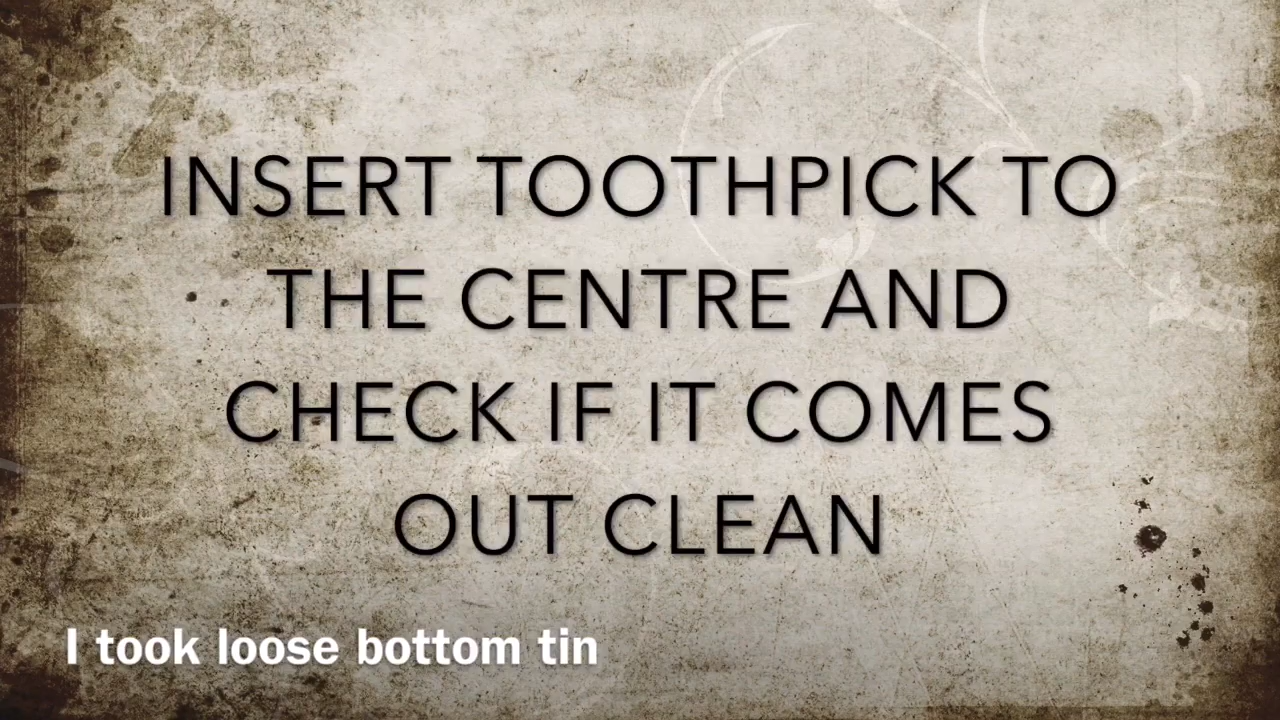 INSERT TOOTHPICK TO
THE CENTRE AND
CHECK IF IT COMES
OUT CLEAN
I took loose bottom tin